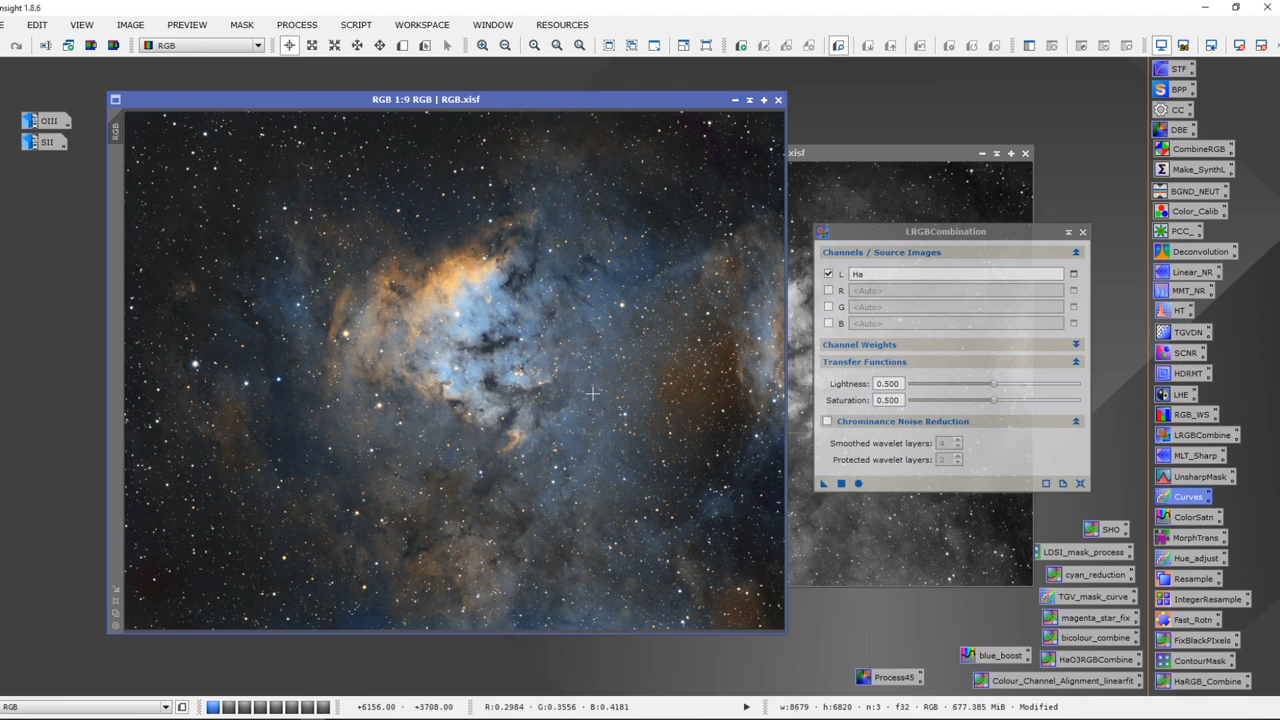 nsight 1.8.6
E EDIT VIEW IMAGE PREVIEW MASK PROCESS SCRIPT WORKSPACE WINDOW RESOURCES
RGB
RGB 1:9 RGB | RGB.xisf
OIII
SII
RGB
.xisf
LRGBCombination
Channels / Source Images
L Ha
R <Auto>
G <Auto>
B <Auto>
Channel Weights
Transfer Functions
Lightness: 0.500
Saturation: 0.500
Chrominance Noise Reduction
Smoothed wavelet layers: 4
Protected wavelet layers: 2
STF
BPP
CC
DBE
CombineRGB
Make_SynthL
BGND_NEUT
Color_Calib
PCC_
Deconvolution
Linear_NR
MMT_NR
HT
TGVDN
SCNR
HDRMT
LHE
RGB_WS
LRGBCombine
MLT_Sharp
UnsharpMask
Curves
ColorSatn
MorphTrans
Hue_adjust
Resample
IntegerResample
Fast_Rotn
FixBlackPIxels
ContourMask
HaRGB_Combine
SHO
LDSI_mask_process
cyan_reduction
TGV_mask_curve
magenta_star_fix
bicolour_combine
blue_boost
HaO3RGBCombine
Process45
Colour_Channel_Alignment_linearfit
RGB
+6156.00 +3708.00 R:0.2984 · G:0.3556 · B:0.4181
w:8679 · h:6820 · n:3 · f32 · RGB · 677.385 MiB · Modified